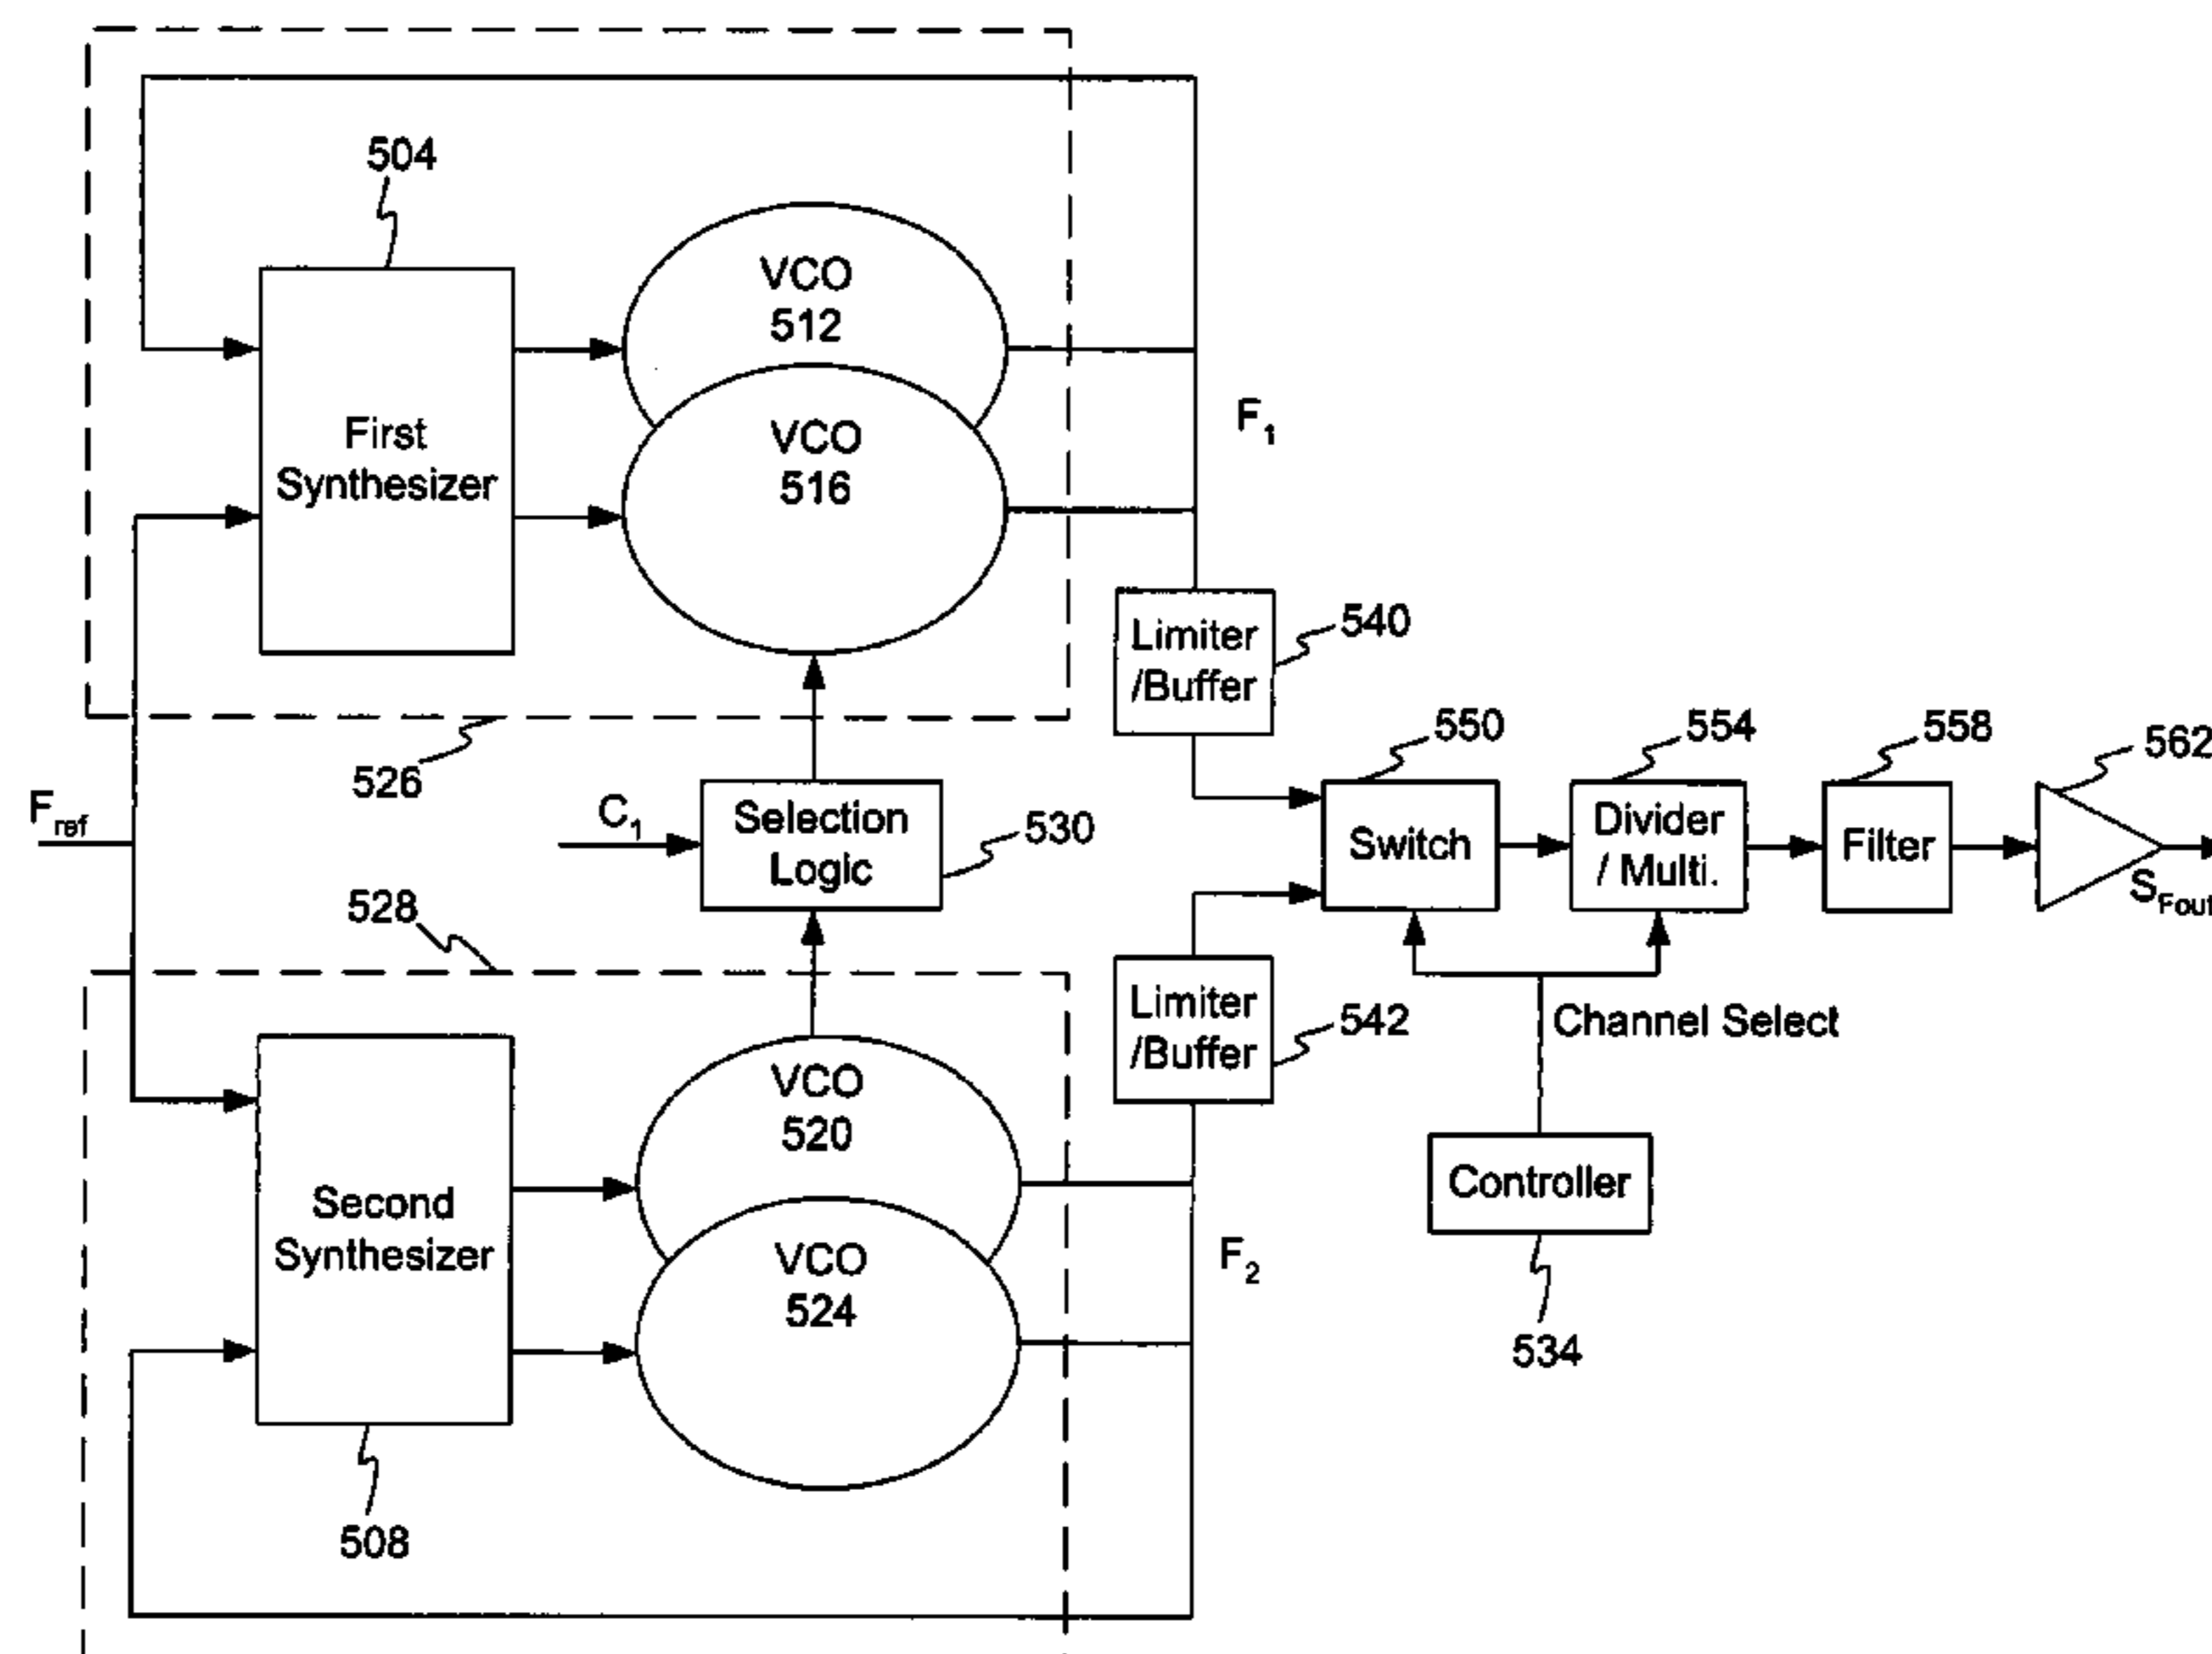 504
VCO
512
First
Synthesizer
VCO
516
F1
Limiter
/Buffer
540
526
Fref
C1
Selection
Logic
530
550
Switch
554
Divider
/ Multi.
558
Filter
562
SFout
528
Limiter
/Buffer
542
Channel Select
Controller
534
Second
Synthesizer
VCO
520
VCO
524
F2
508